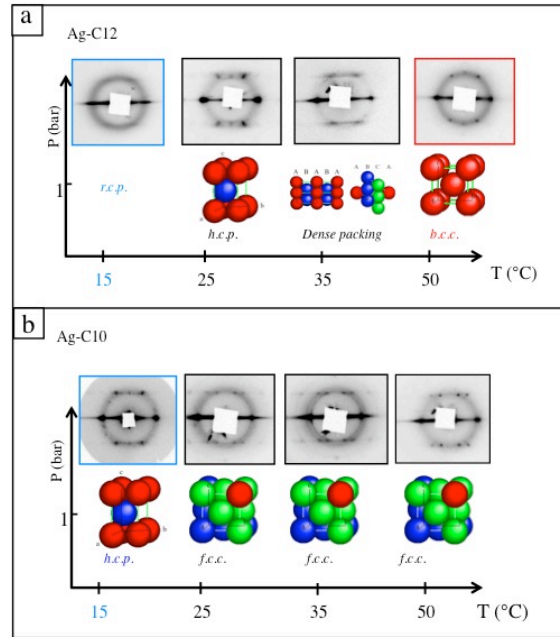 a
Ag-C12
P (bar)
1
c
a
b
A B A B A
A B C A
r.c.p.
h.c.p.
Dense packing
b.c.c.
15
25
35
50
T (°C)
b
Ag-C10
P (bar)
1
c
a
b
h.c.p.
f.c.c.
f.c.c.
f.c.c.
15
25
35
50
T (°C)